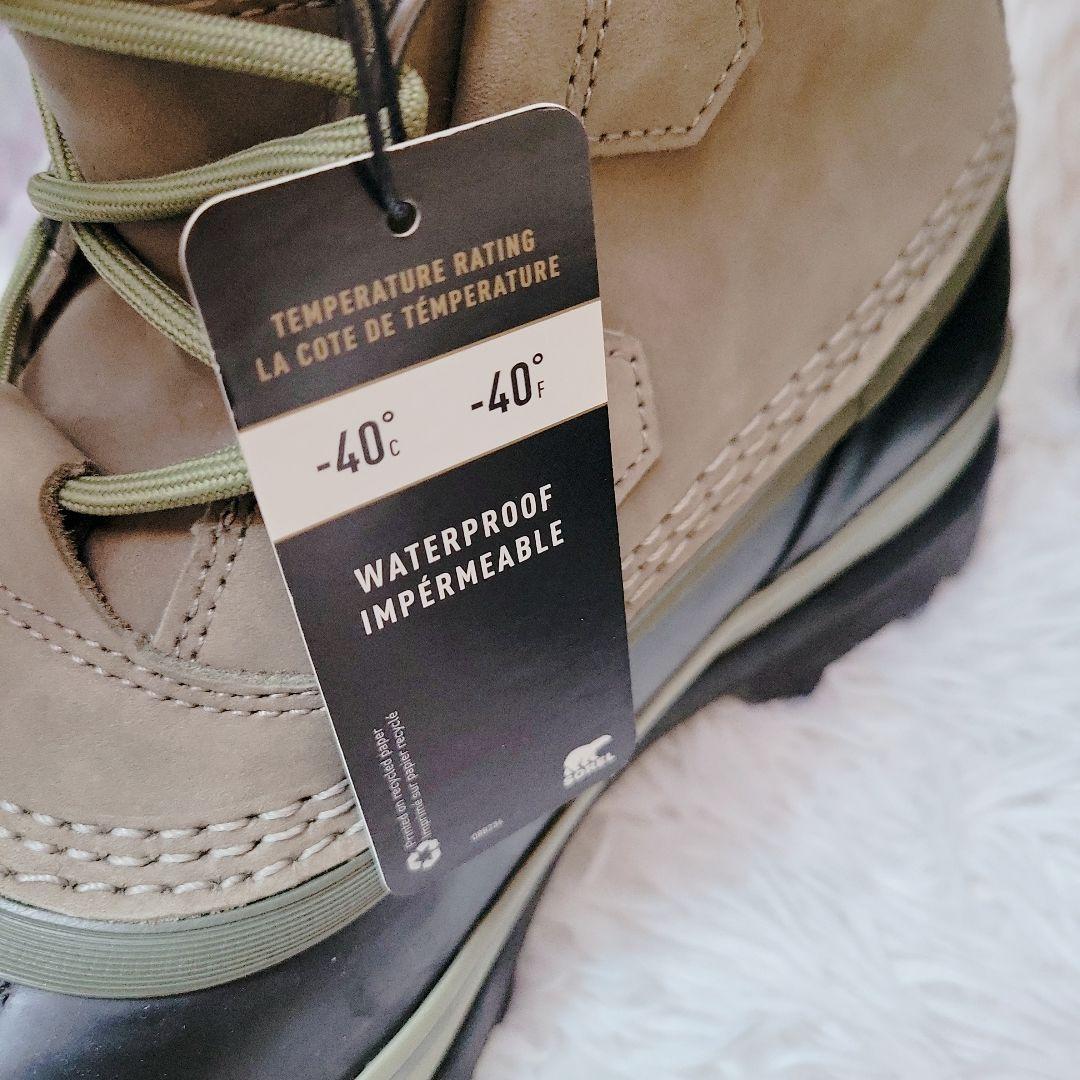 TEMPERATURE RATING
LA COTE DE TÉMPERATURE
-40°C -40°F
WATERPROOF
IMPÉRMEABLE
Printed on recycled paper
Imprimé sur papier recyclé
SOREL